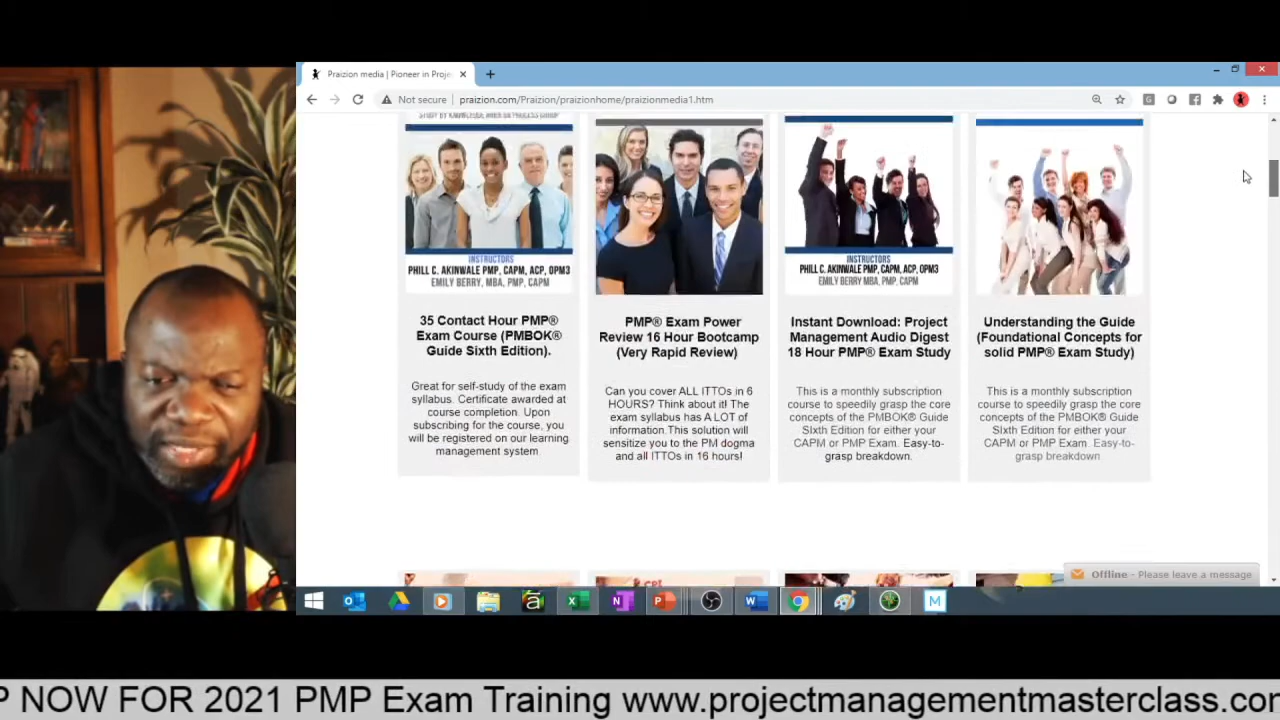 Praizion media | Pioneer in Proje
Not secure praizion.com/Praizion/praizionhome/praizionmedia1.htm
STUDY BY KNOWLEDGE AREA OR PROCESS GROUP
INSTRUCTORS
PHILL C. AKINWALE PMP, CAPM, ACP, OPM3
EMILY BERRY, MBA, PMP, CAPM
INSTRUCTORS
PHILL C. AKINWALE PMP, CAPM, ACP, OPM3
EMILY BERRY MBA, PMP, CAPM
35 Contact Hour PMP®
Exam Course (PMBOK®
Guide Sixth Edition).
Great for self-study of the exam
syllabus. Certificate awarded at
course completion. Upon
subscribing for the course, you
will be registered on our learning
management system
PMP® Exam Power
Review 16 Hour Bootcamp
(Very Rapid Review)
Can you cover ALL ITTOs in 6
HOURS? Think about it! The
exam syllabus has A LOT of
information.This solution will
sensitize you to the PM dogma
and all ITTOs in 16 hours!
Instant Download: Project
Management Audio Digest
18 Hour PMP® Exam Study
This is a monthly subscription
course to speedily grasp the core
concepts of the PMBOK® Guide
SIxth Edition for either your
CAPM or PMP Exam. Easy-to-
grasp breakdown.
Understanding the Guide
(Foundational Concepts for
solid PMP® Exam Study)
This is a monthly subscription
course to speedily grasp the core
concepts of the PMBOK® Guide
SIxth Edition for either your
CAPM or PMP Exam. Easy-to-
grasp breakdown
Offline - Please leave a message
P NOW FOR 2021 PMP Exam Training www.projectmanagementmasterclass.com